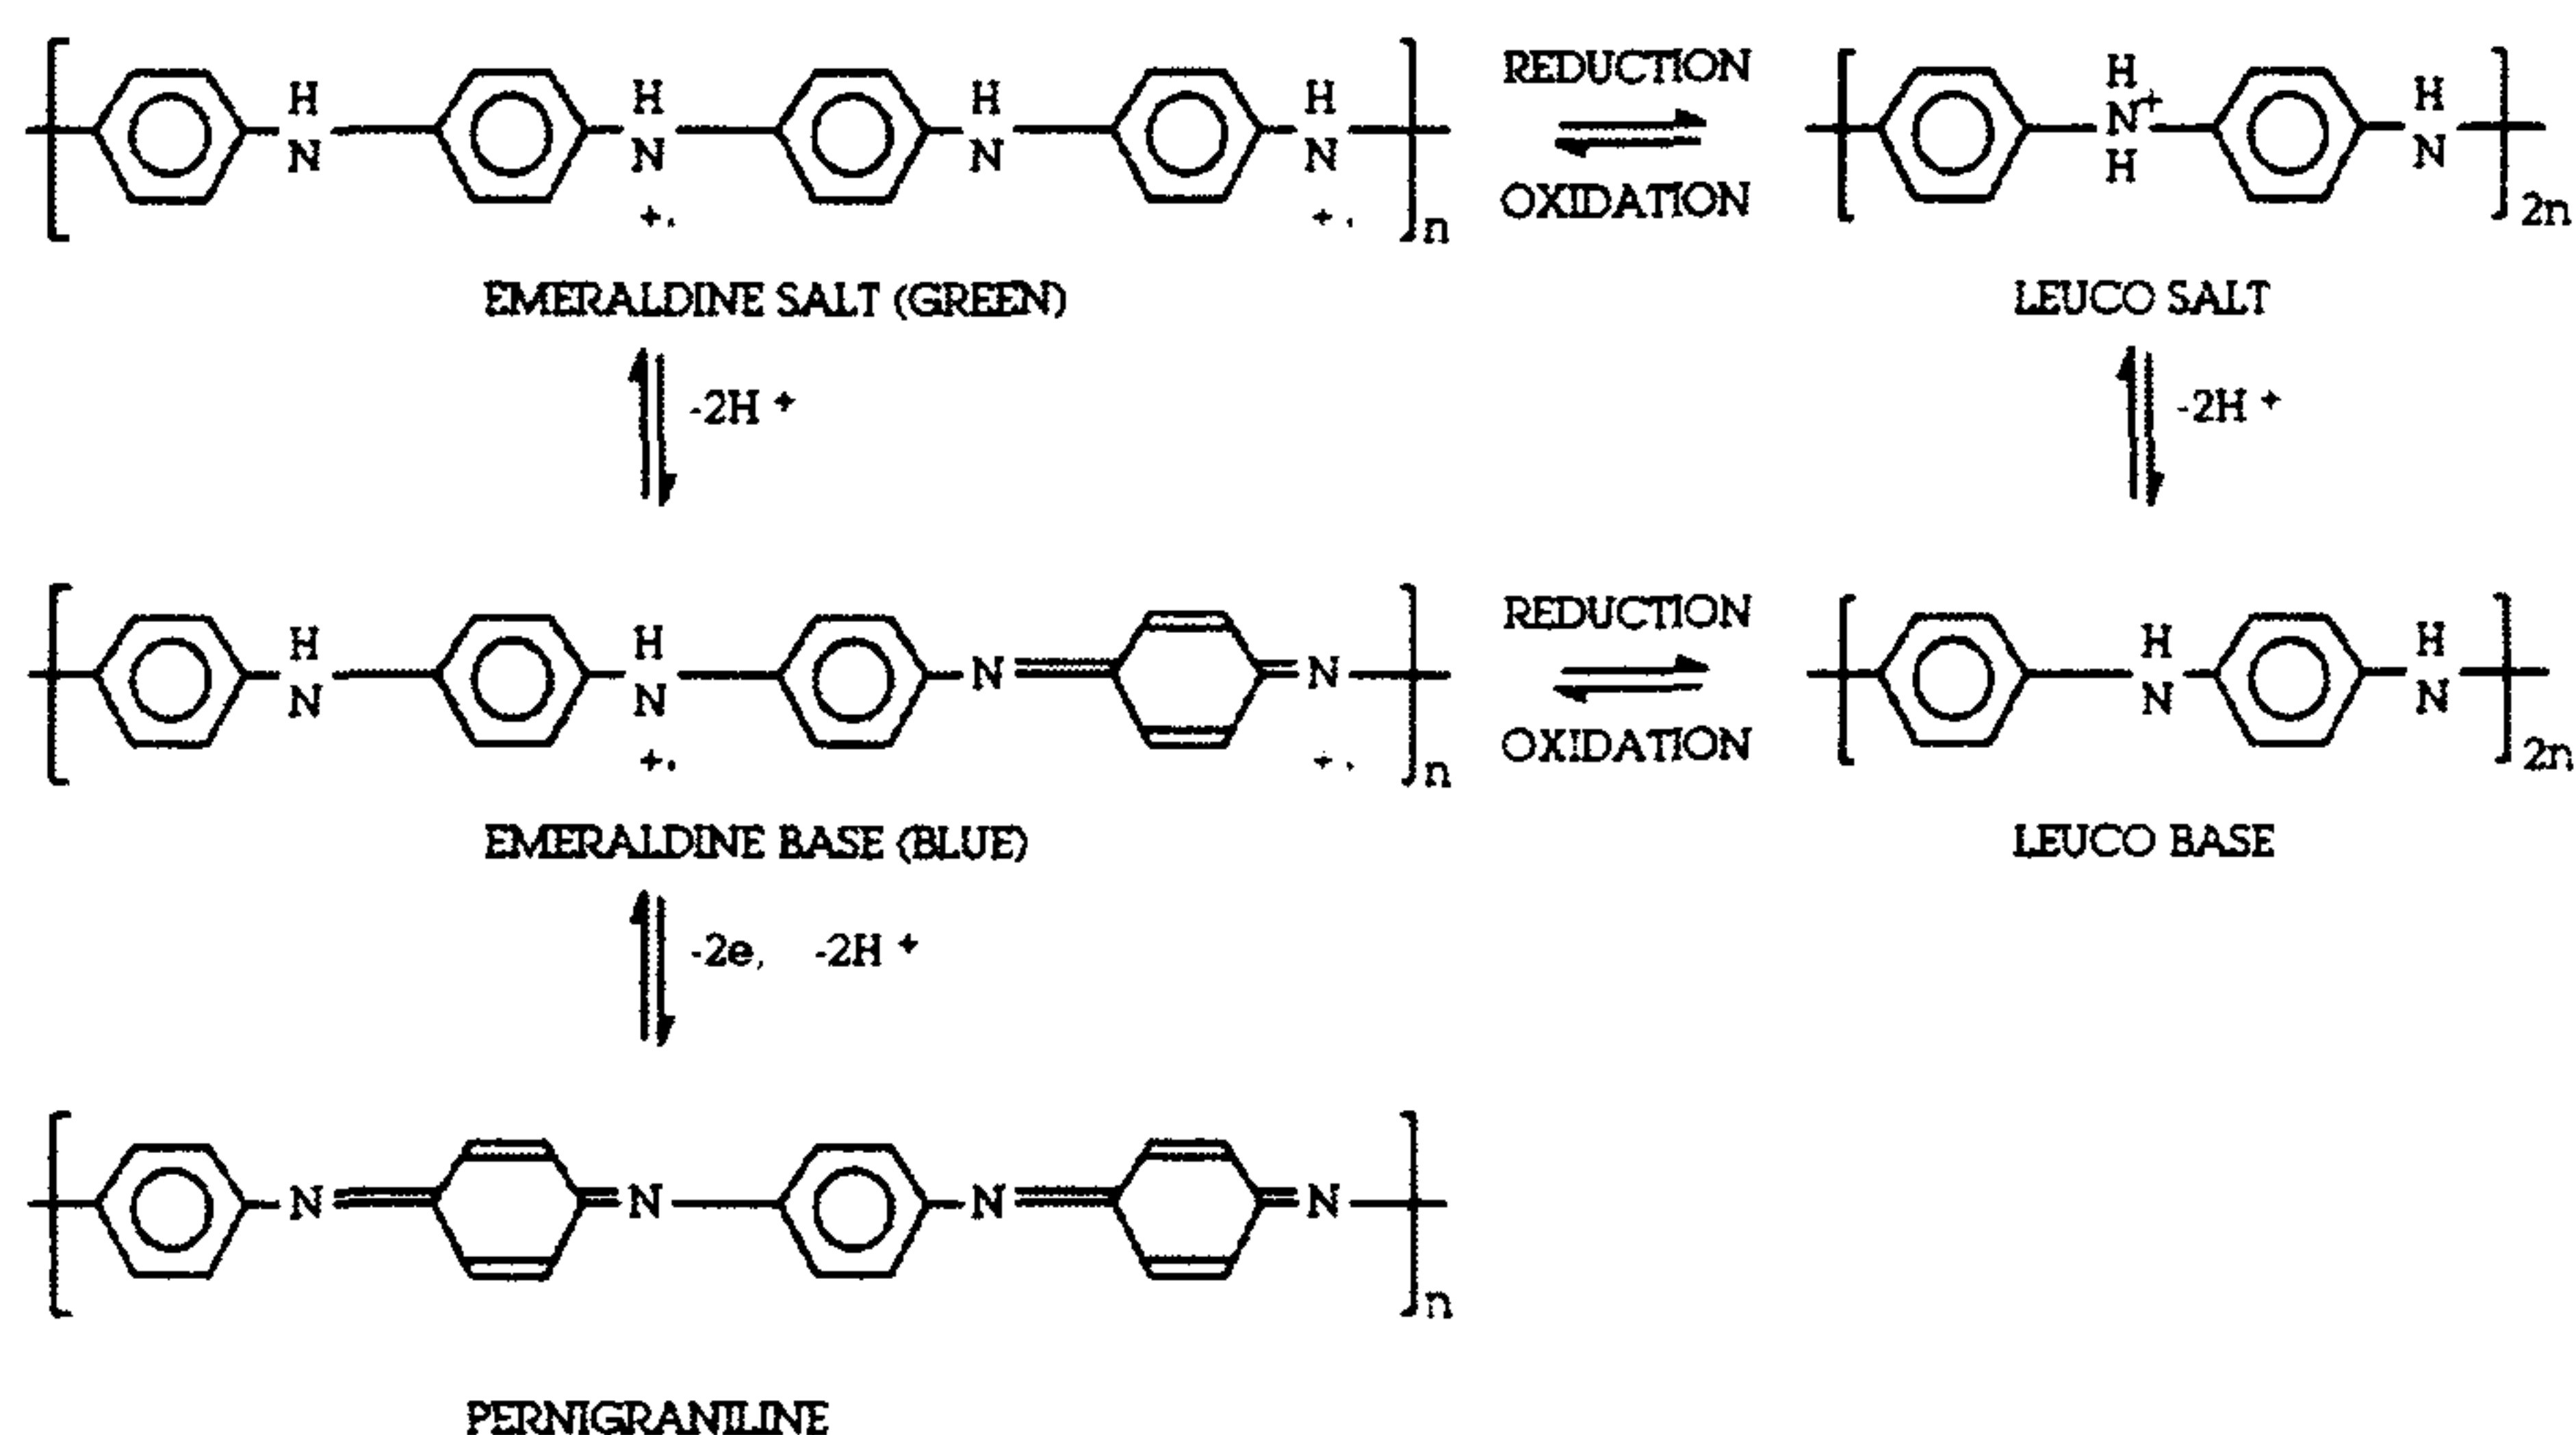 H H H H REDUCTION H H
N N N N N+ N
+. +. n OXIDATION H 2n
EMERALDINE SALT (GREEN) LEUCO SALT
-2H + -2H +
H H REDUCTION H H
N N N N N N
+. +. n OXIDATION 2n
EMERALDINE BASE (BLUE) LEUCO BASE
-2e, -2H +
N N N N
n
PERNIGRANILINE